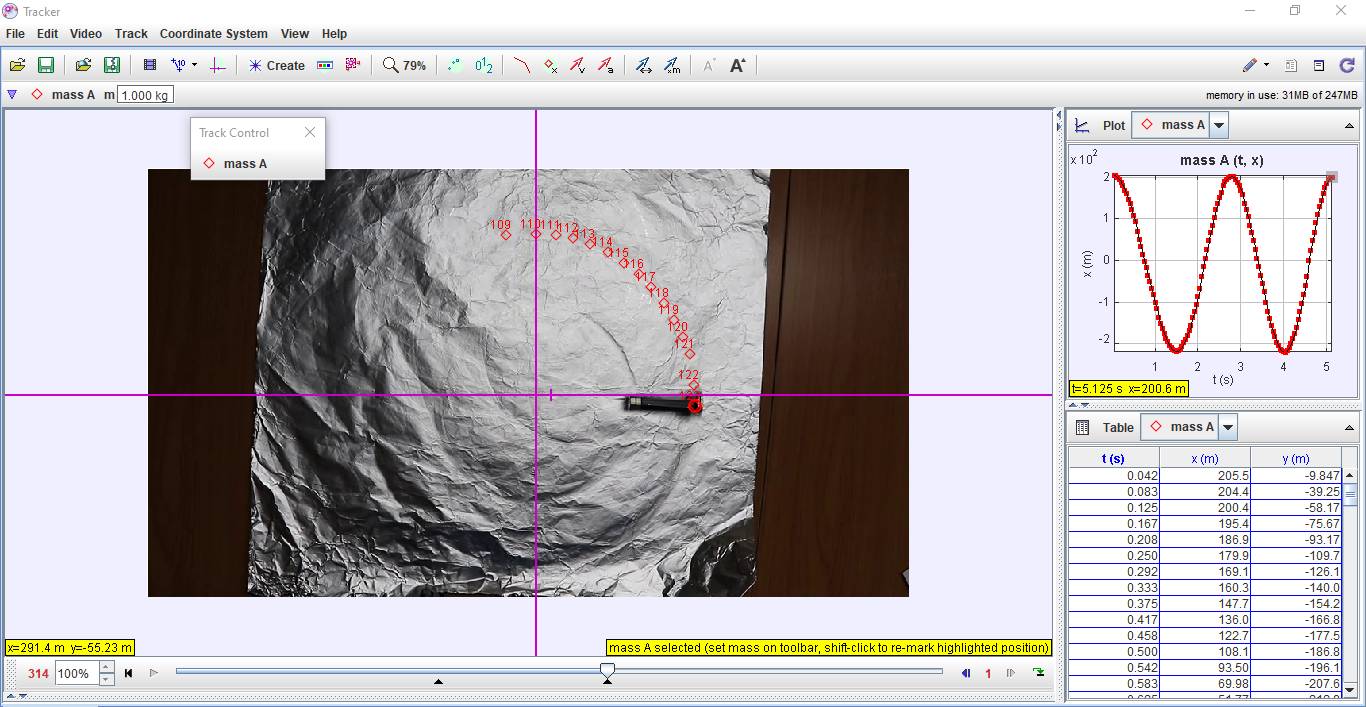 Tracker
File Edit Video Track Coordinate System View Help
Create 79%
mass A m 1.000 kg
memory in use: 31MB of 247MB
Track Control
mass A
109 110 111 112 113 114 115 116 117 118 119 120 121 122
x=291.4 m y=-55.23 m
mass A selected (set mass on toolbar, shift-click to re-mark highlighted position)
314 100% 1
Plot mass A
x 10²
mass A (t, x)
2
1
0
-1
-2
x (m)
1 2 3 4 5
t (s)
t=5.125 s x=200.6 m
Table mass A
t (s) x (m) y (m)
0.042 205.5 -9.847
0.083 204.4 -39.25
0.125 200.4 -58.17
0.167 195.4 -75.67
0.208 186.9 -93.17
0.250 179.9 -109.7
0.292 169.1 -126.1
0.333 160.3 -140.0
0.375 147.7 -154.2
0.417 136.0 -166.8
0.458 122.7 -177.5
0.500 108.1 -186.8
0.542 93.50 -196.1
0.583 69.98 -207.6